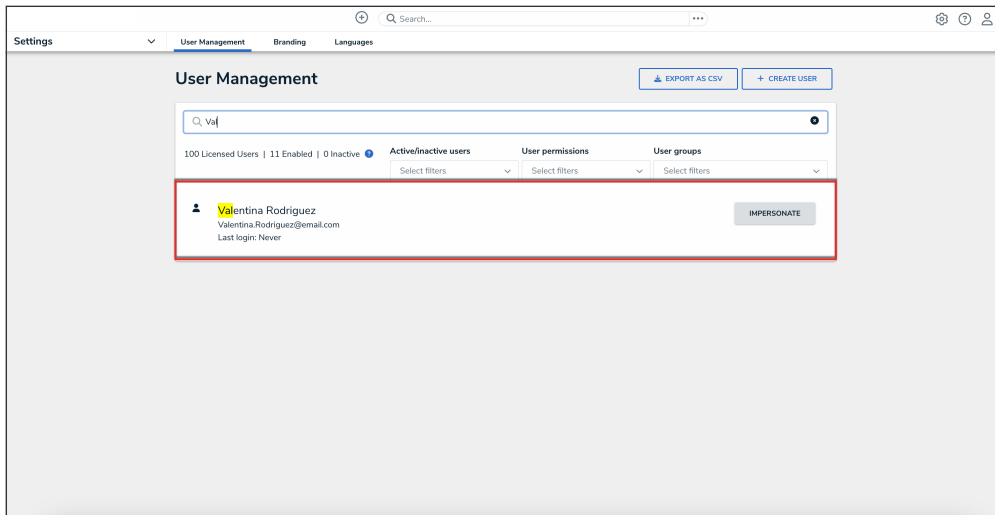 Search...
Settings
User Management Branding Languages
User Management
EXPORT AS CSV
+ CREATE USER
Val
100 Licensed Users | 11 Enabled | 0 Inactive ?
Active/inactive users User permissions User groups
Select filters Select filters Select filters
Valentina Rodriguez
Valentina.Rodriguez@email.com
Last login: Never
IMPERSONATE